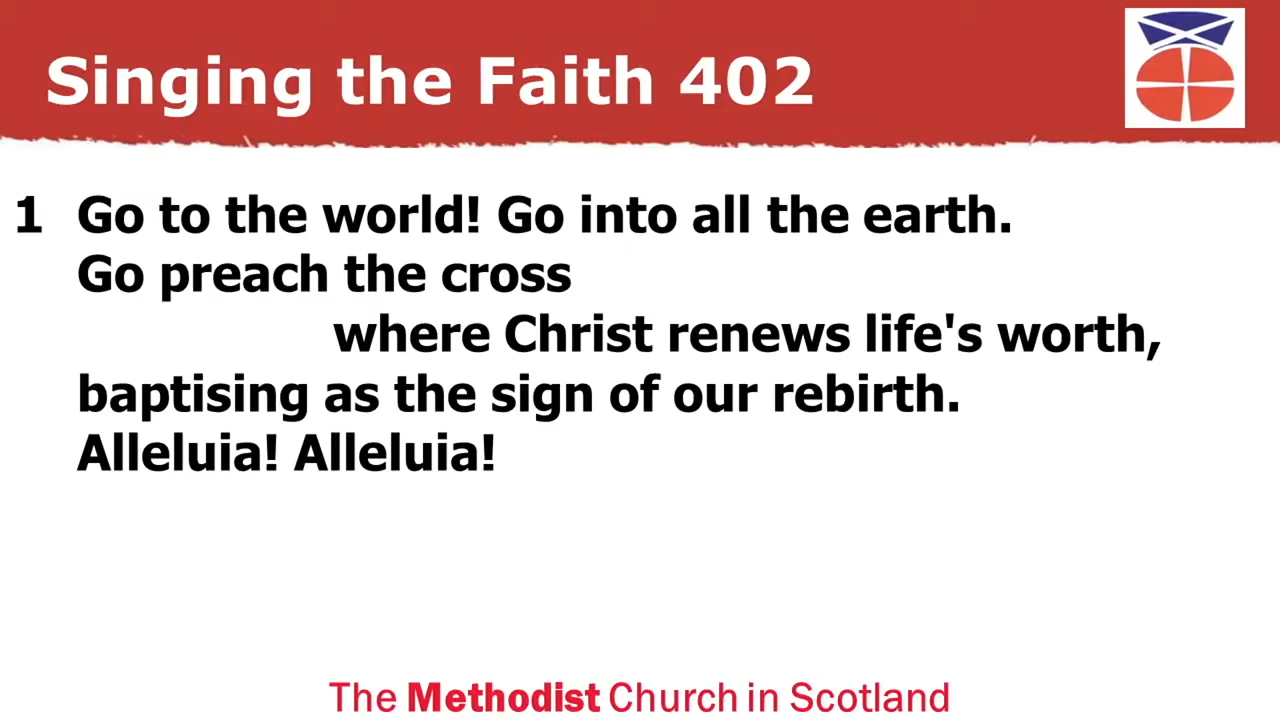 Singing the Faith 402
1 Go to the world! Go into all the earth.
Go preach the cross
where Christ renews life's worth,
baptising as the sign of our rebirth.
Alleluia! Alleluia!
The Methodist Church in Scotland